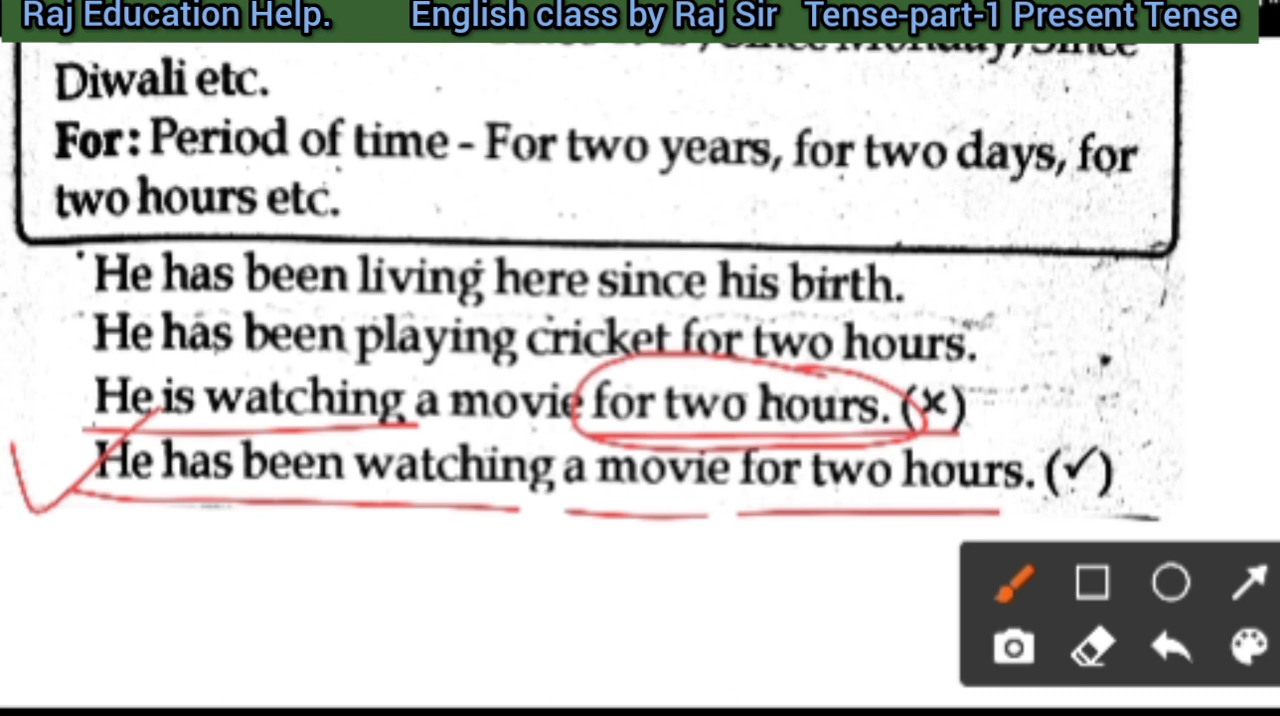 Raj Education Help. English class by Raj Sir Tense-part-1 Present Tense
Monday, Since
Diwali etc.
For: Period of time - For two years, for two days, for
two hours etc.
He has been living here since his birth.
He has been playing cricket for two hours.
He is watching a movie for two hours. (×)
He has been watching a movie for two hours. (✓)